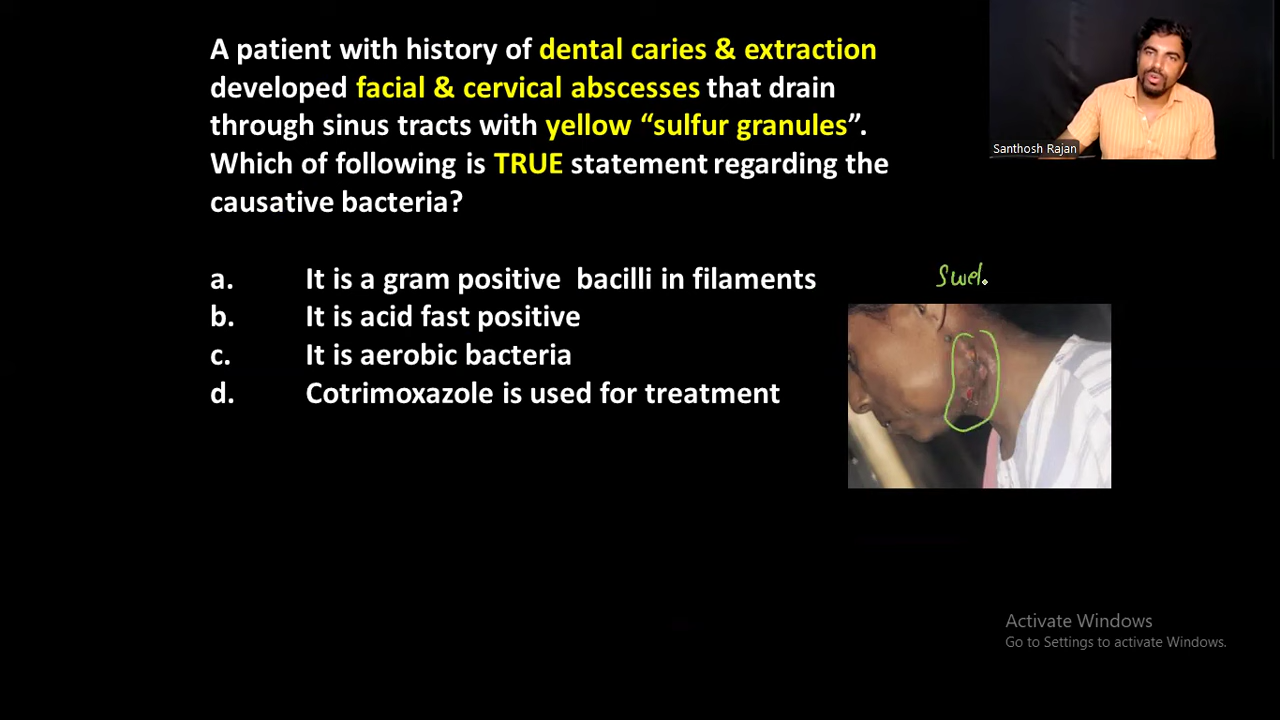 A patient with history of dental caries & extraction
developed facial & cervical abscesses that drain
through sinus tracts with yellow “sulfur granules”.
Which of following is TRUE statement regarding the
causative bacteria?
a. It is a gram positive bacilli in filaments
b. It is acid fast positive
c. It is aerobic bacteria
d. Cotrimoxazole is used for treatment
Swel
Santhosh Rajan
Activate Windows
Go to Settings to activate Windows.